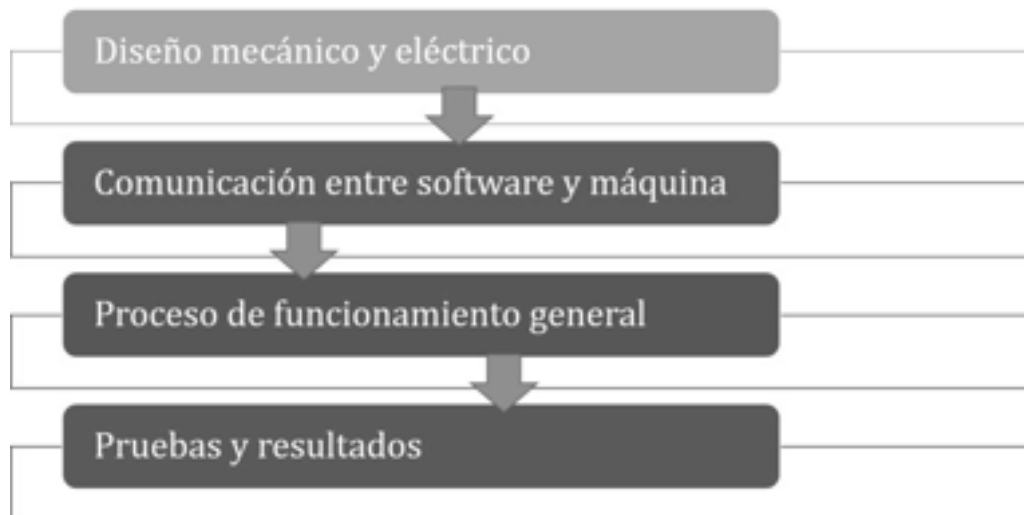 Diseño mecánico y eléctrico
Comunicación entre software y máquina
Proceso de funcionamiento general
Pruebas y resultados